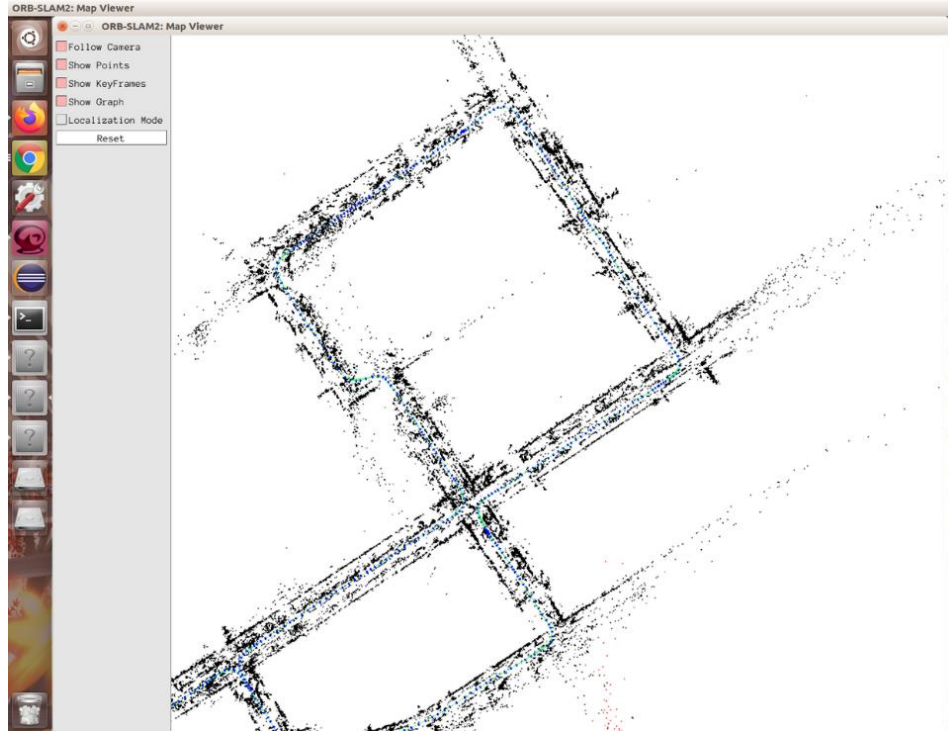 ORB-SLAM2: Map Viewer
ORB-SLAM2: Map Viewer
Follow Camera
Show Points
Show KeyFrames
Show Graph
Localization Mode
Reset